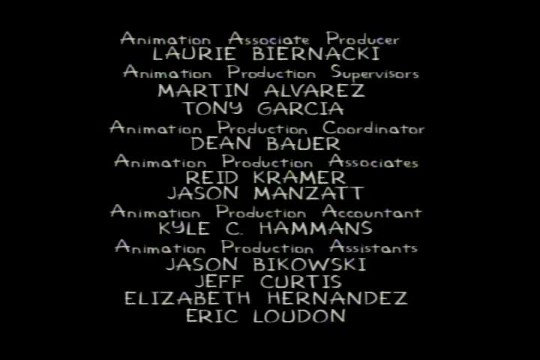 Animation Associate Producer
LAURIE BIERNACKI
Animation Production Supervisors
MARTIN ALVAREZ
TONY GARCIA
Animation Production Coordinator
DEAN BAUER
Animation Production Associates
REID KRAMER
JASON MANZATT
Animation Production Accountant
KYLE C. HAMMANS
Animation Production Assistants
JASON BIKOWSKI
JEFF CURTIS
ELIZABETH HERNANDEZ
ERIC LOUDON